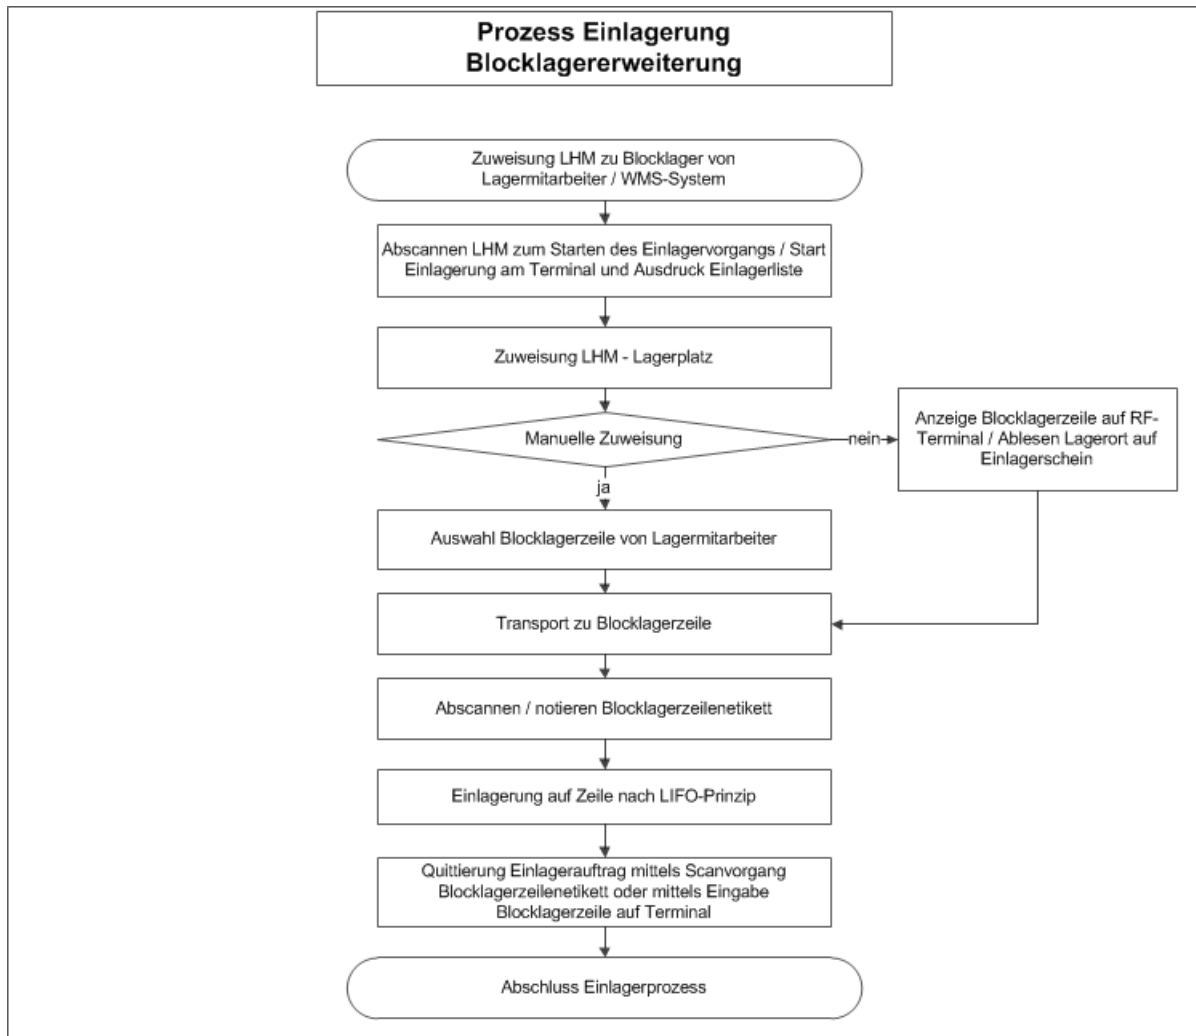 Prozess Einlagerung
Blocklagererweiterung
Zuweisung LHM zu Blocklager von
Lagermitarbeiter / WMS-System
Abscannen LHM zum Starten des Einlagervorgangs / Start
Einlagerung am Terminal und Ausdruck Einlagerliste
Zuweisung LHM - Lagerplatz
Manuelle Zuweisung
nein
Anzeige Blocklagerzeile auf RF-
Terminal / Ablesen Lagerort auf
Einlagerschein
ja
Auswahl Blocklagerzeile von Lagermitarbeiter
Transport zu Blocklagerzeile
Abscannen / notieren Blocklagerzeilenetikett
Einlagerung auf Zeile nach LIFO-Prinzip
Quittierung Einlagerauftrag mittels Scanvorgang
Blocklagerzeilenetikett oder mittels Eingabe
Blocklagerzeile auf Terminal
Abschluss Einlagerprozess